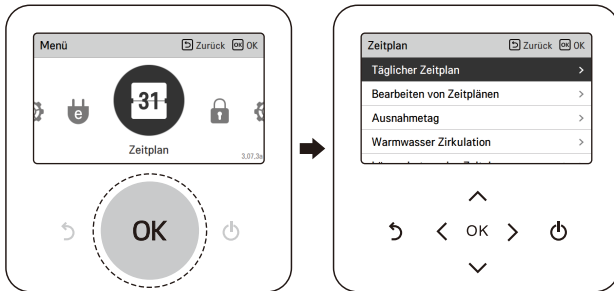 Menü
Zurück OK OK
31
e
Zeitplan
3.07.3a
OK
Zeitplan
Zurück OK OK
Täglicher Zeitplan
Bearbeiten von Zeitplänen
Ausnahmetag
Warmwasser Zirkulation
OK